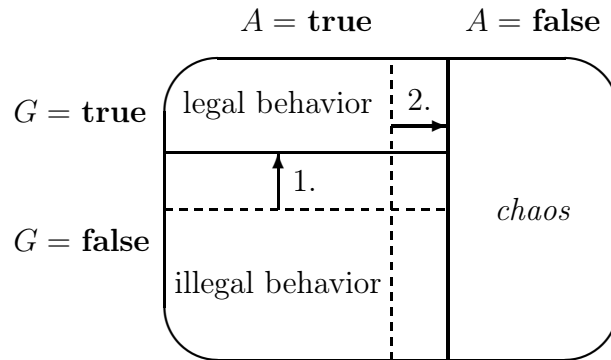 A = true
A = false
G = true
legal behavior
2.
1.
G = false
chaos
illegal behavior